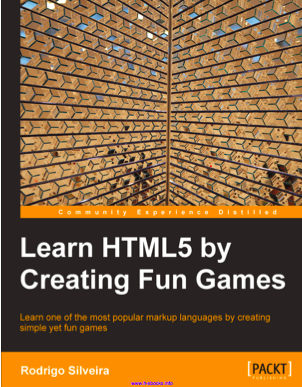 Community Experience Distilled
Learn HTML5 by
Creating Fun Games
Learn one of the most popular markup languages by creating
simple yet fun games
Rodrigo Silveira
[PACKT]
PUBLISHING
www.it-ebooks.info